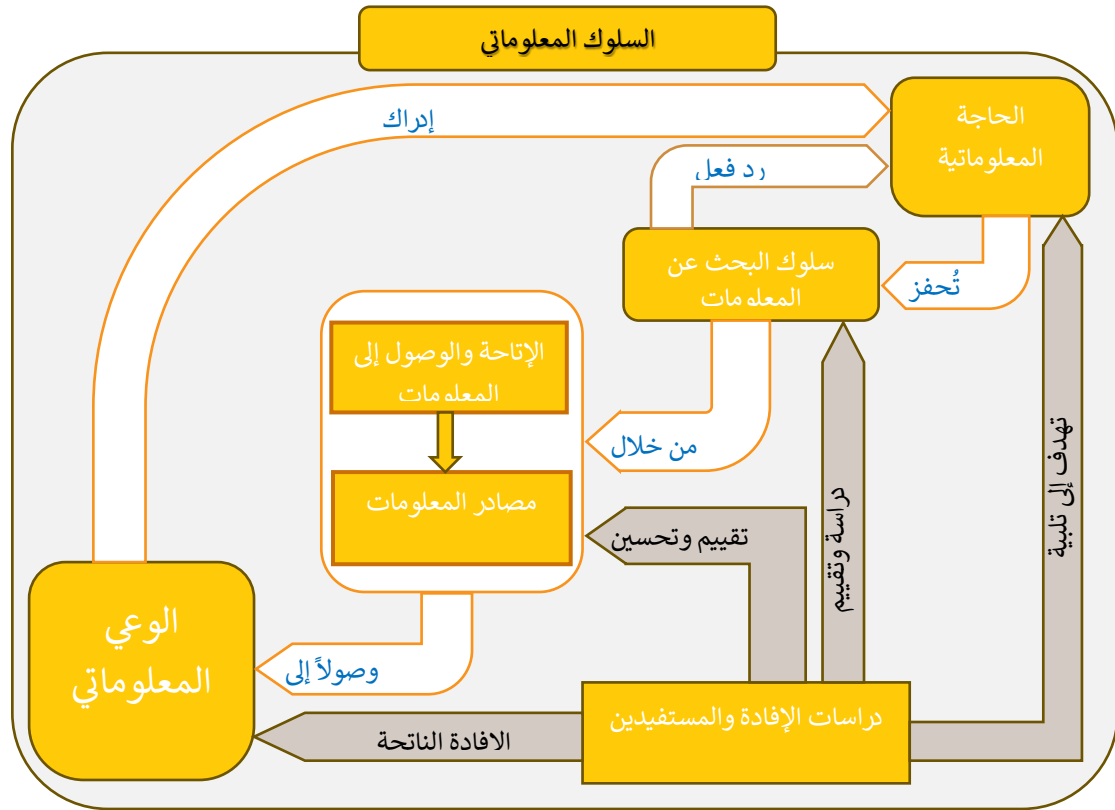 السلوك المعلوماتي
الحاجة
المعلوماتية
إدراك
رد فعل
سلوك البحث عن
المعلومات
تُحفز
الإتاحة والوصول إلى
المعلومات
من خلال
مصادر المعلومات
تقييم وتحسين
دراسة وتقييم
تهدف إلى تلبية
الوعي
المعلوماتي
وصولاً إلى
دراسات الإفادة والمستفيدين
الافادة الناتحة